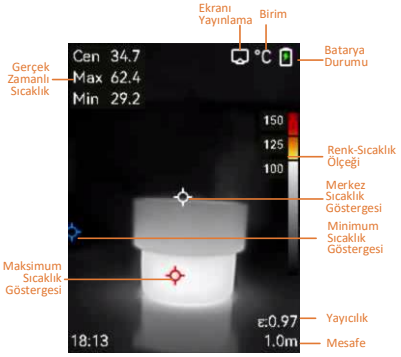 Ekranı
Yayınlama
Birim
Batarya
Durumu
Gerçek
Zamanlı
Sıcaklık
Cen 34.7
Max 62.4
Min 29.2
°C
150
125
100
Renk-Sıcaklık
Ölçeği
Merkez
Sıcaklık
Göstergesi
Minimum
Sıcaklık
Göstergesi
Maksimum
Sıcaklık
Göstergesi
ε:0.97
Yayıcılık
18:13
1.0m
Mesafe